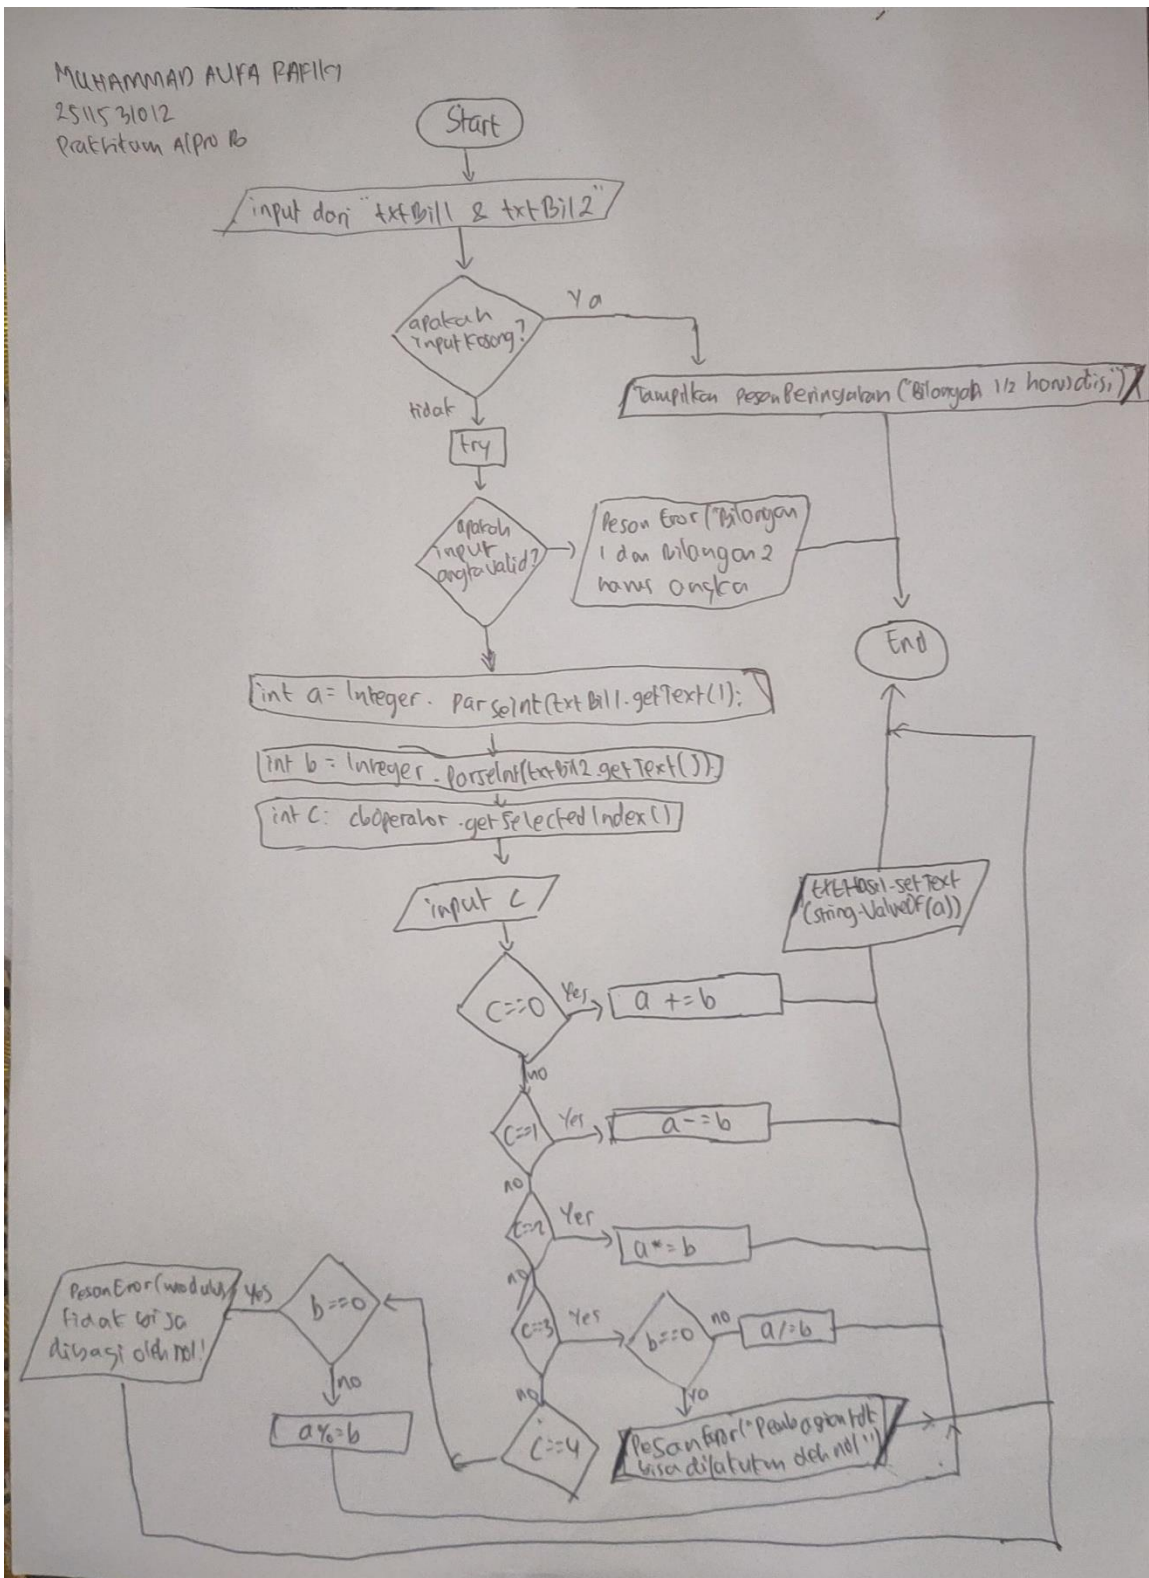 MUHAMMAD AUFA RAFIly
2511531012
Praktikum Alpro B
Start
input dari "txtBil1 & txtBil2"
apakah
input kosong?
Ya
Tampilkan pesan Peringatan ("Bilangan 1/2 harus diisi")
tidak
try
apakah
input
angka valid?
Pesan Eror ("Bilangan
1 dan Bilangan 2
harus angka
End
int a = Integer. parseInt(txtBil1.getText());
int b = Integer.parseInt(txtBil2.getText());
int c: cbOperator.getSelectedIndex()
input c
txtHasil.setText
(string.ValueOf(a))
c==0
Yes
a += b
no
c==1
Yes
a -= b
no
c==2
Yes
a *= b
no
c==3
Yes
b==0
no
a /= b
Pesan Eror(modulus
tidak bisa
dibagi oleh nol!
yes
b==0
no
a %= b
no
c==4
yo
Pesan Eror("Pembagian tdk
bisa dilakukan oleh nol")